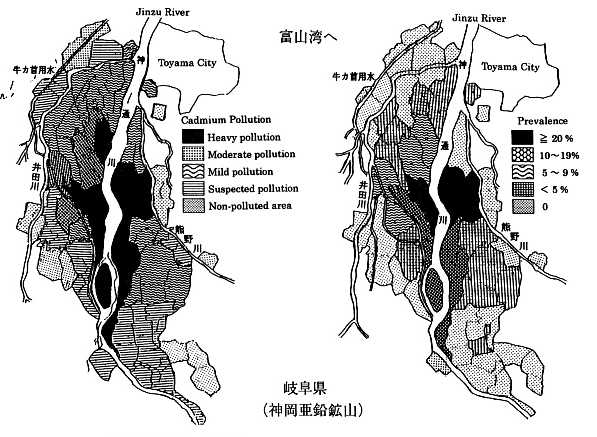 Jinzu River
富山湾へ
牛カ首用水
神
Toyama City
通
Cadmium Pollution
Heavy pollution
Moderate pollution
Mild pollution
Suspected pollution
Non-polluted area
井田川
川
熊野川
Jinzu River
牛カ首用水
神
Toyama City
通
Prevalence
≧ 20 %
10～19%
5 ～ 9 %
< 5 %
0
井田川
川
熊野川
岐阜県
(神岡亜鉛鉱山)